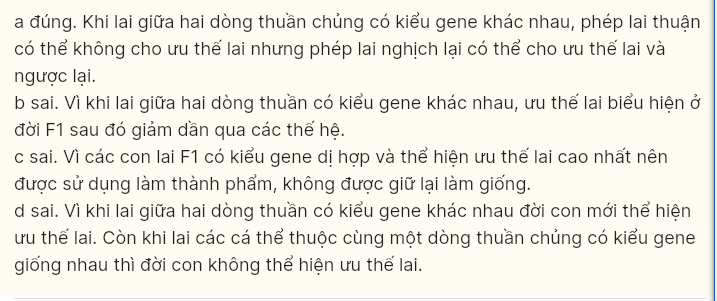 a đúng. Khi lai giữa hai dòng thuần chủng có kiểu gene khác nhau, phép lai thuận
có thể không cho ưu thế lai nhưng phép lai nghịch lại có thể cho ưu thế lai và
ngược lại.
b sai. Vì khi lai giữa hai dòng thuần có kiểu gene khác nhau, ưu thế lai biểu hiện ở
đời F1 sau đó giảm dần qua các thế hệ.
c sai. Vì các con lai F1 có kiểu gene dị hợp và thể hiện ưu thế lai cao nhất nên
được sử dụng làm thành phẩm, không được giữ lại làm giống.
d sai. Vì khi lai giữa hai dòng thuần có kiểu gene khác nhau đời con mới thể hiện
ưu thế lai. Còn khi lai các cá thể thuộc cùng một dòng thuần chủng có kiểu gene
giống nhau thì đời con không thể hiện ưu thế lai.